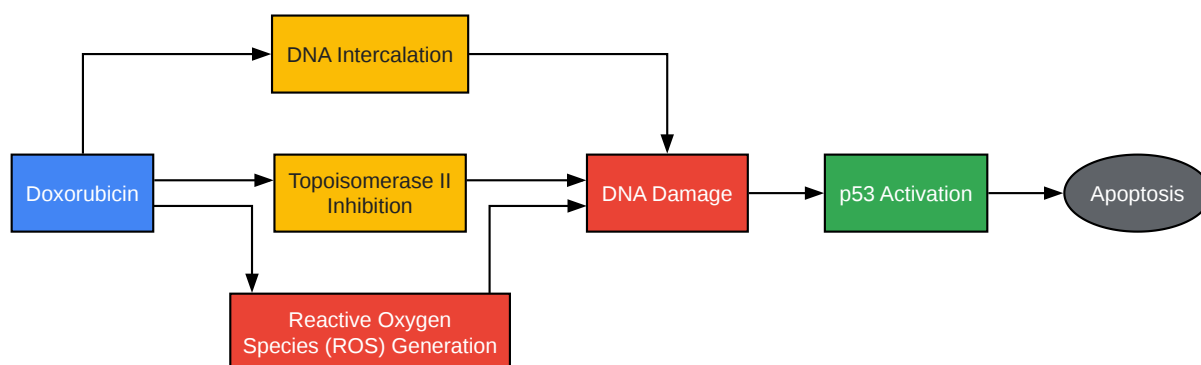 DNA Intercalation
Doxorubicin
Topoisomerase II
Inhibition
DNA Damage
p53 Activation
Apoptosis
Reactive Oxygen
Species (ROS) Generation